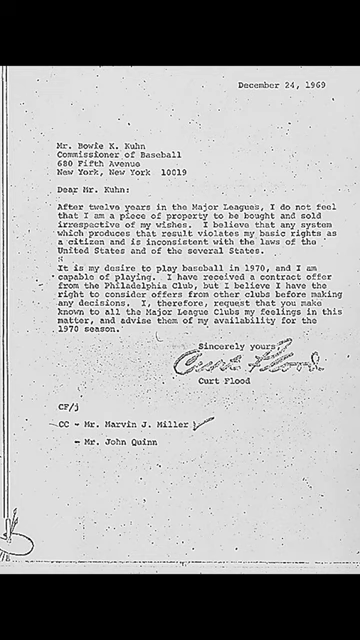 December 24, 1969
Mr. Bowie K. Kuhn
Commissioner of Baseball
680 Fifth Avenue
New York, New York 10019
Dear Mr. Kuhn:
After twelve years in the Major Leagues, I do not feel
that I am a piece of property to be bought and sold
irrespective of my wishes. I believe that any system
which produces that result violates my basic rights as
a citizen and is inconsistent with the laws of the
United States and of the several States.
It is my desire to play baseball in 1970, and I am
capable of playing. I have received a contract offer
from the Philadelphia Club, but I believe I have the
right to consider offers from other clubs before making
any decisions. I, therefore, request that you make
known to all the Major League Clubs my feelings in this
matter, and advise them of my availability for the
1970 season.
Sincerely yours,
Curt Flood
Curt Flood
CF/j
CC - Mr. Marvin J. Miller
- Mr. John Quinn